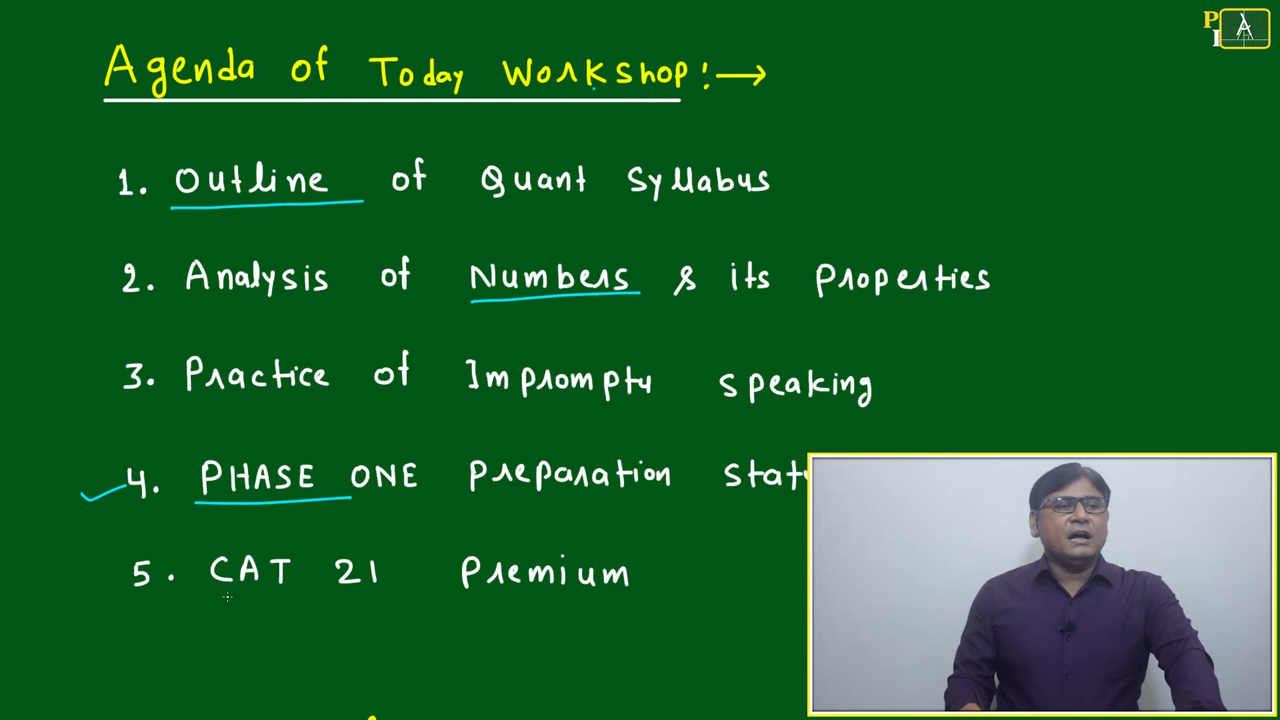 P
I
Agenda of Today Workshop!→
1. Outline of Quant Syllabus
2. Analysis of Numbers & its Properties
3. Practice of Impromptu speaking
4. PHASE ONE Preparation
5. CAT 21 Premium